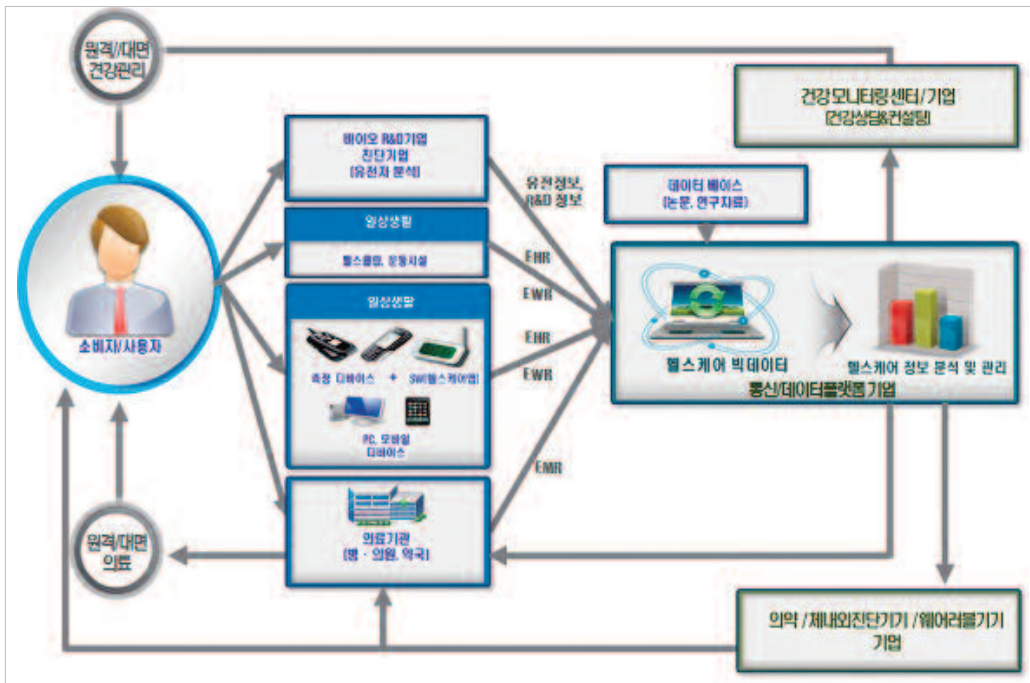 원격//대면
건강관리
건강모니터링센터/기업
[건강상담&컨설팅]
바이오 R&D기업
진단기업
(유전자 분석)
유전정보,
R&D 정보
데이터 베이스
(논문, 연구자료)
일상생활
헬스클럽, 운동시설
EHR
EWR
일상생활
측정 디바이스 + SW(헬스케어앱)
PC, 모바일
디바이스
EHR
EWR
소비자/사용자
헬스케어 빅데이터
헬스케어 정보 분석 및 관리
통신/데이터플랫폼 기업
EMR
의료기관
(병·의원, 약국)
원격/대면
의료
의약/체내외진단기기/웨어러블기기
기업